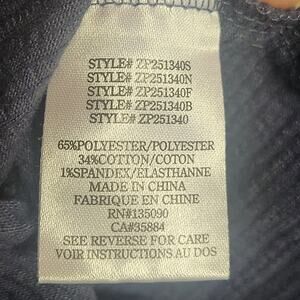 STYLE# ZP251340S
STYLE# ZP251340N
STYLE# ZP251340F
STYLE# ZP251340B
STYLE# ZP251340
65%POLYESTER/POLYESTER
34%COTTON/COTON
1%SPANDEX/ELASTHANNE
MADE IN CHINA
FABRIQUE EN CHINE
RN#135090
CA#35884
SEE REVERSE FOR CARE
VOIR INSTRUCTIONS AU DOS